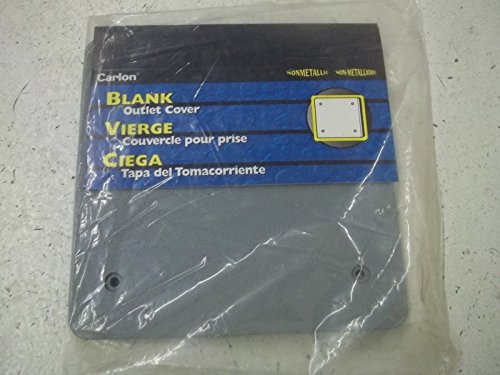 Carlon®
NONMETALLIC NON-METALLIQUE
BLANK
Outlet Cover
VIERGE
Couvercle pour prise
CIEGA
Tapa del Tomacorriente